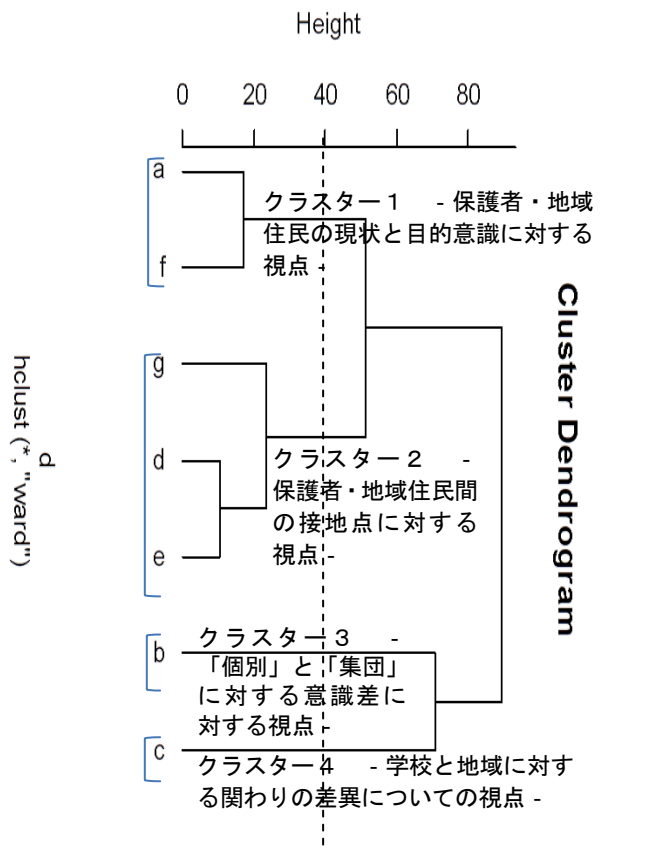 Height
0 20 40 60 80
a
クラスター１　- 保護者・地域
住民の現状と目的意識に対する
視点 -
f
g
d
クラスター２　-
保護者・地域住民間
の接地点に対する
視点 -
e
b
クラスター３　-
「個別」と「集団」
に対する意識差に
対する視点 -
c
クラスター４　- 学校と地域に対す
る関わりの差異についての視点 -
Cluster Dendrogram
d
hclust (*, "ward")